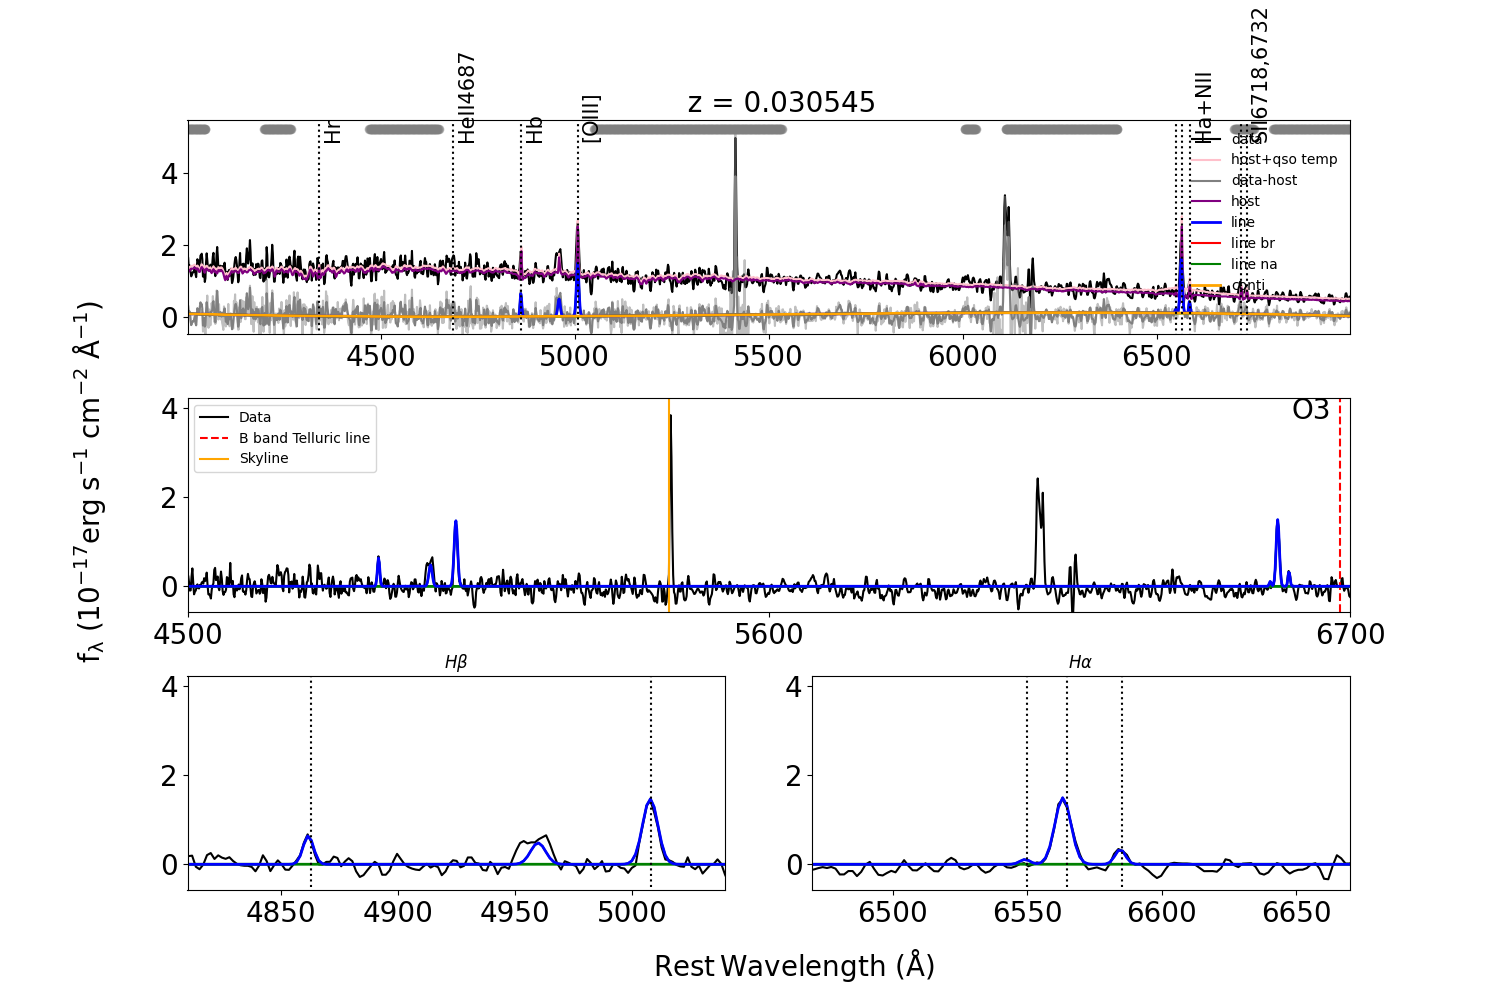 z = 0.030545
Hr
HeII4687
Hb
[OIII]
Ha+NII
SII6718,6732
data
host+qso temp
data-host
host
line
line br
line na
conti
4
2
0
4500
5000
5500
6000
6500
Data
B band Telluric line
Skyline
O3
4
2
0
4500
5600
6700
fλ (10⁻¹⁷erg s⁻¹ cm⁻² Å⁻¹)
Hβ
4
2
0
4850
4900
4950
5000
Hα
4
2
0
6500
6550
6600
6650
Rest Wavelength (Å)